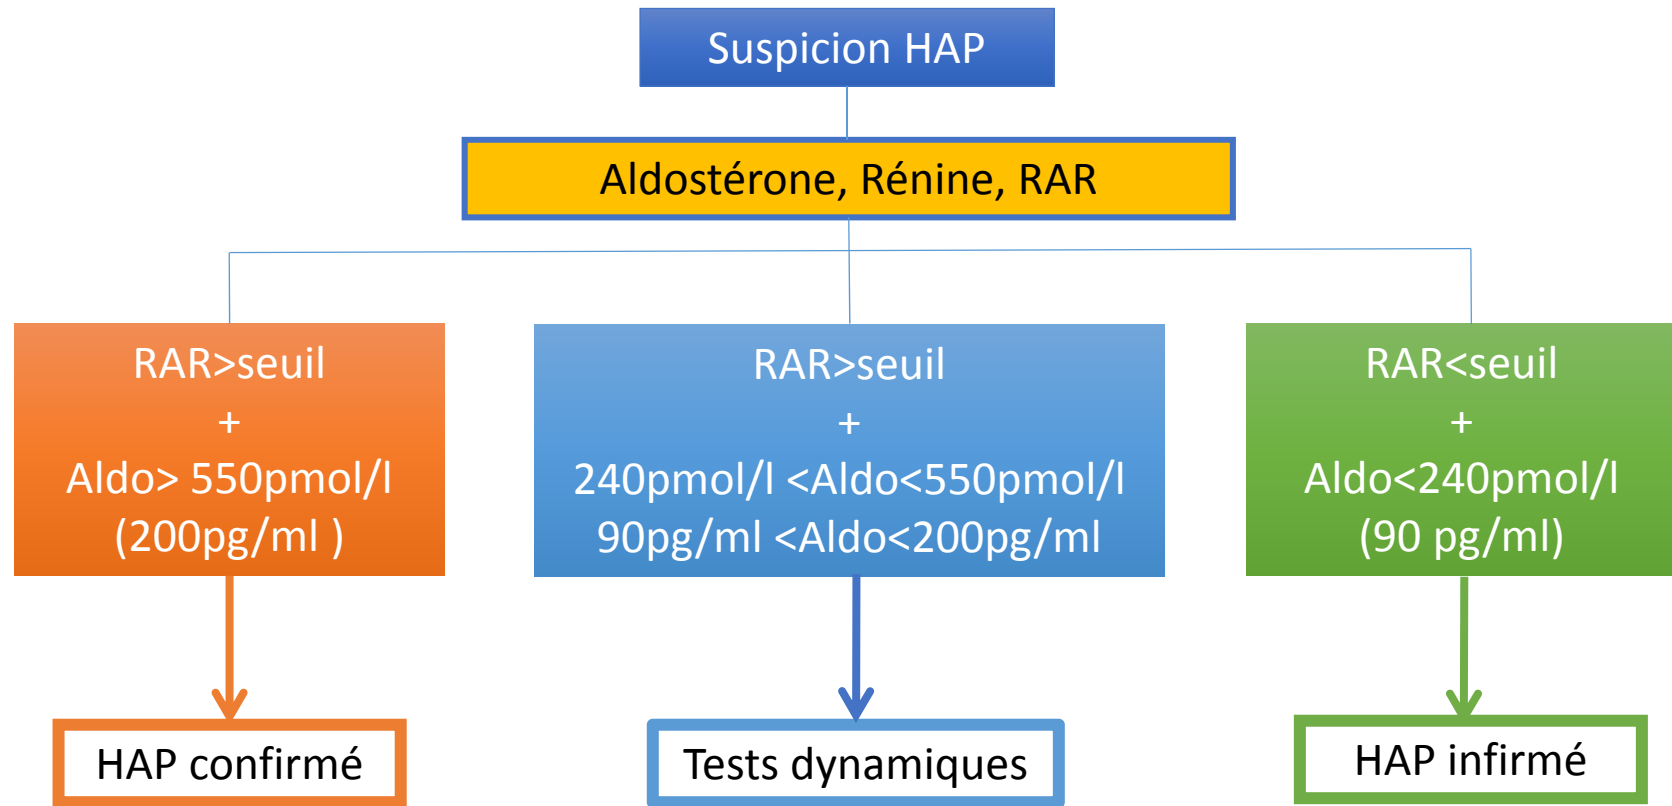 Suspicion HAP
Aldostérone, Rénine, RAR
RAR>seuil
+
Aldo> 550pmol/l
(200pg/ml )
RAR>seuil
+
240pmol/l <Aldo<550pmol/l
90pg/ml <Aldo<200pg/ml
RAR<seuil
+
Aldo<240pmol/l
(90 pg/ml)
HAP confirmé
Tests dynamiques
HAP infirmé